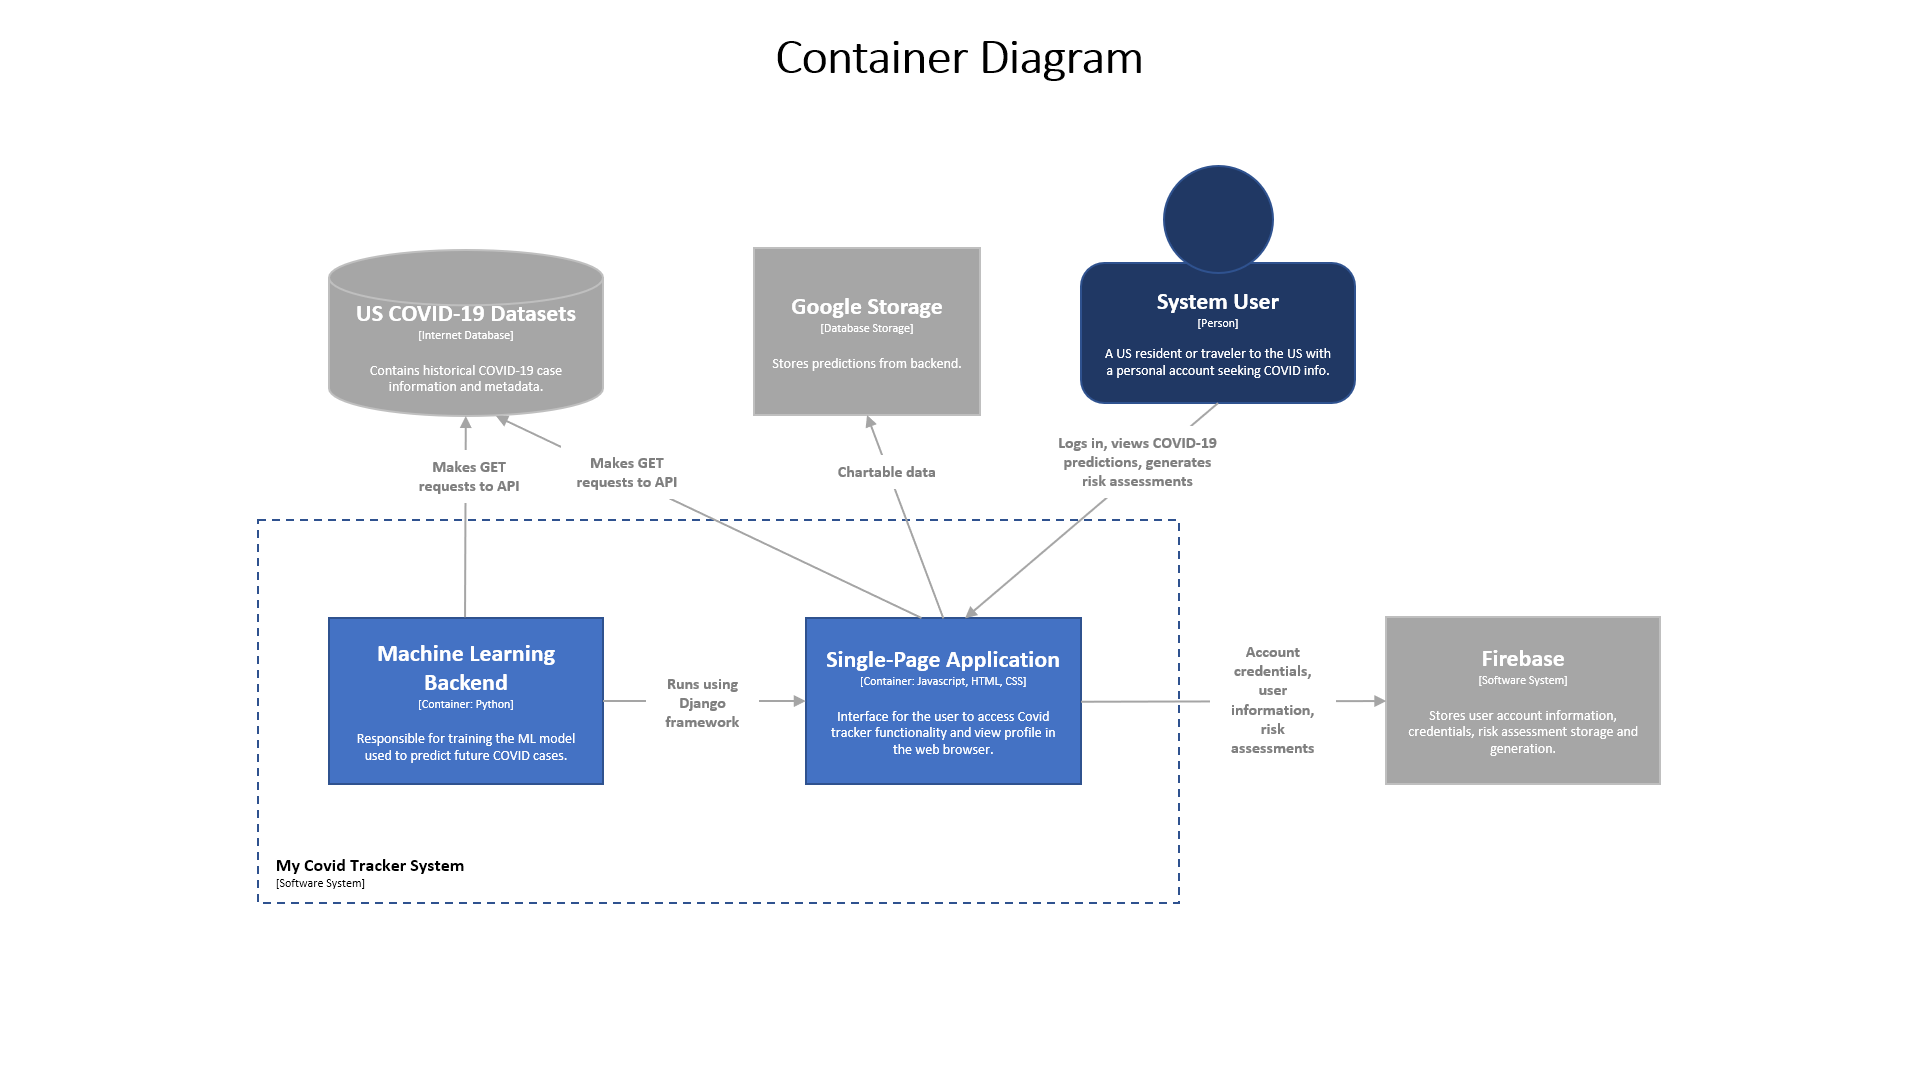 Container Diagram
US COVID-19 Datasets
[Internet Database]
Contains historical COVID-19 case
information and metadata.
Google Storage
[Database Storage]
Stores predictions from backend.
System User
[Person]
A US resident or traveler to the US with
a personal account seeking COVID info.
Makes GET
requests to API
Makes GET
requests to API
Chartable data
Logs in, views COVID-19
predictions, generates
risk assessments
Machine Learning
Backend
[Container: Python]
Responsible for training the ML model
used to predict future COVID cases.
Runs using
Django
framework
Single-Page Application
[Container: Javascript, HTML, CSS]
Interface for the user to access Covid
tracker functionality and view profile in
the web browser.
Account
credentials,
user
information,
risk
assessments
Firebase
[Software System]
Stores user account information,
credentials, risk assessment storage and
generation.
My Covid Tracker System
[Software System]